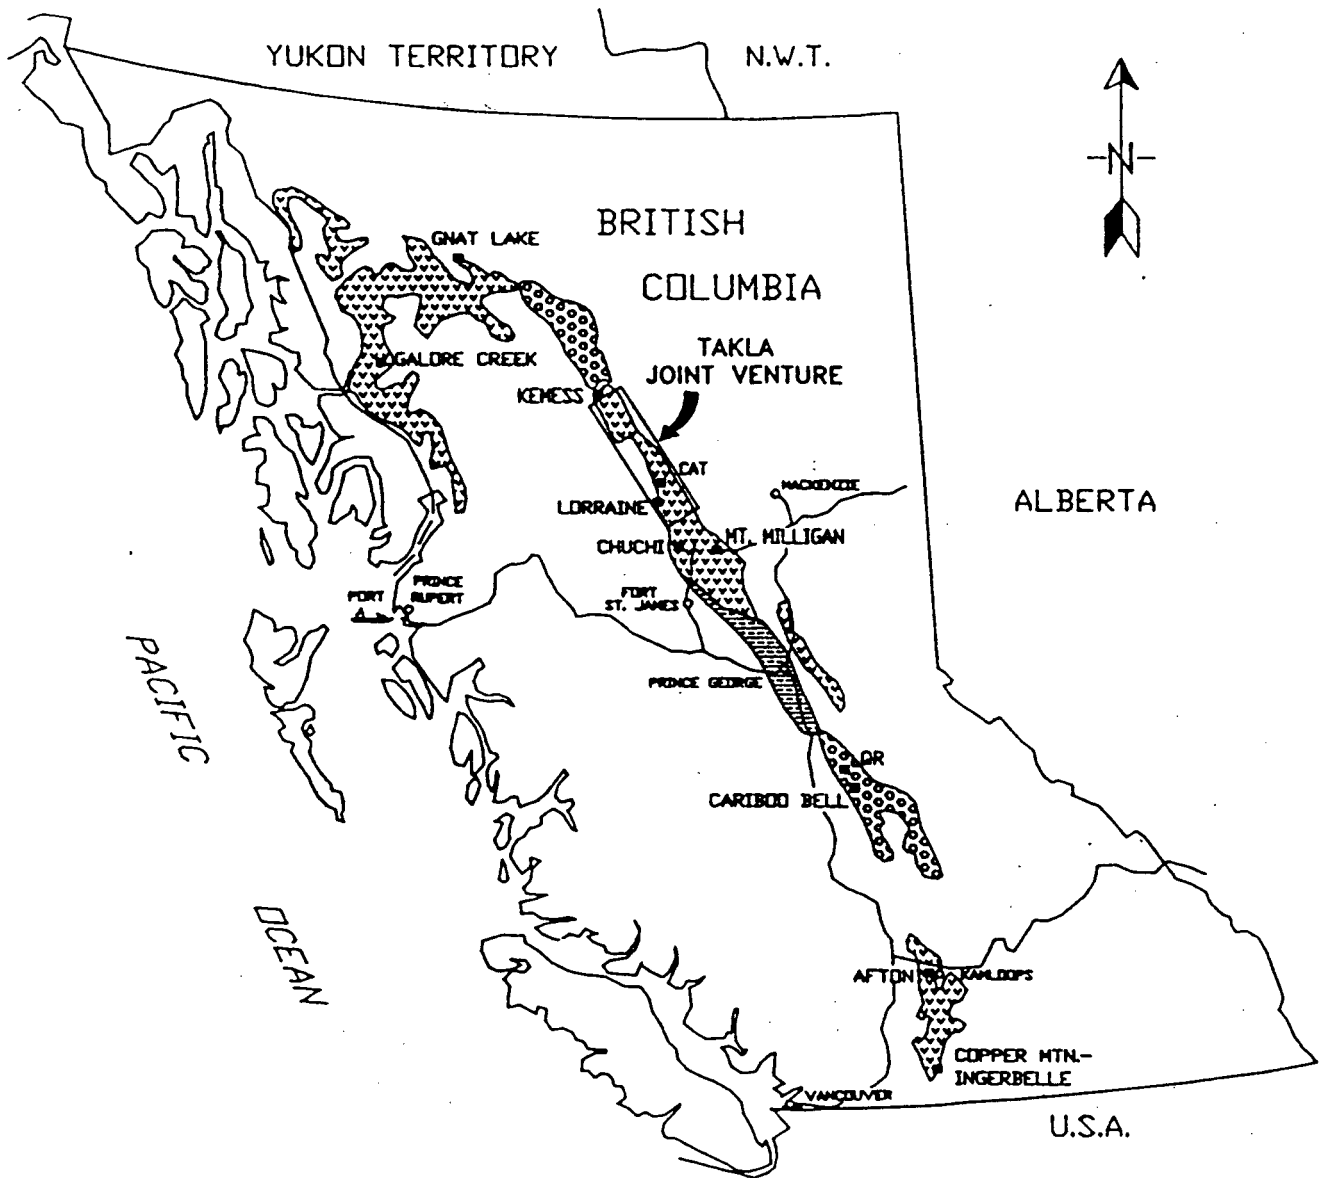 YUKON TERRITORY
N.W.T.
N
BRITISH
COLUMBIA
GNAT LAKE
TAKLA
JOINT VENTURE
GALORE CREEK
KEMESS
CAT
MACKENZIE
ALBERTA
LORRAINE
MT. MILLIGAN
CHUCHI
FORT
ST. JAMES
PRINCE
RUPERT
PORT
PACIFIC
PRINCE GEORGE
QR
CARIBOO BELL
OCEAN
AFTON
KAMLOOPS
COPPER MTN.-
INGERBELLE
VANCOUVER
U.S.A.